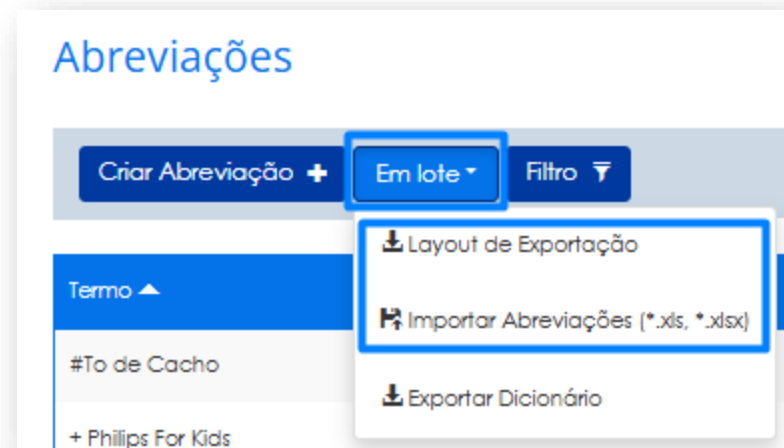 Abreviações
Criar Abreviação +
Em lote
Filtro
Layout de Exportação
Termo
Importar Abreviações (*.xls, *.xlsx)
#To de Cacho
Exportar Dicionário
+ Philips For Kids